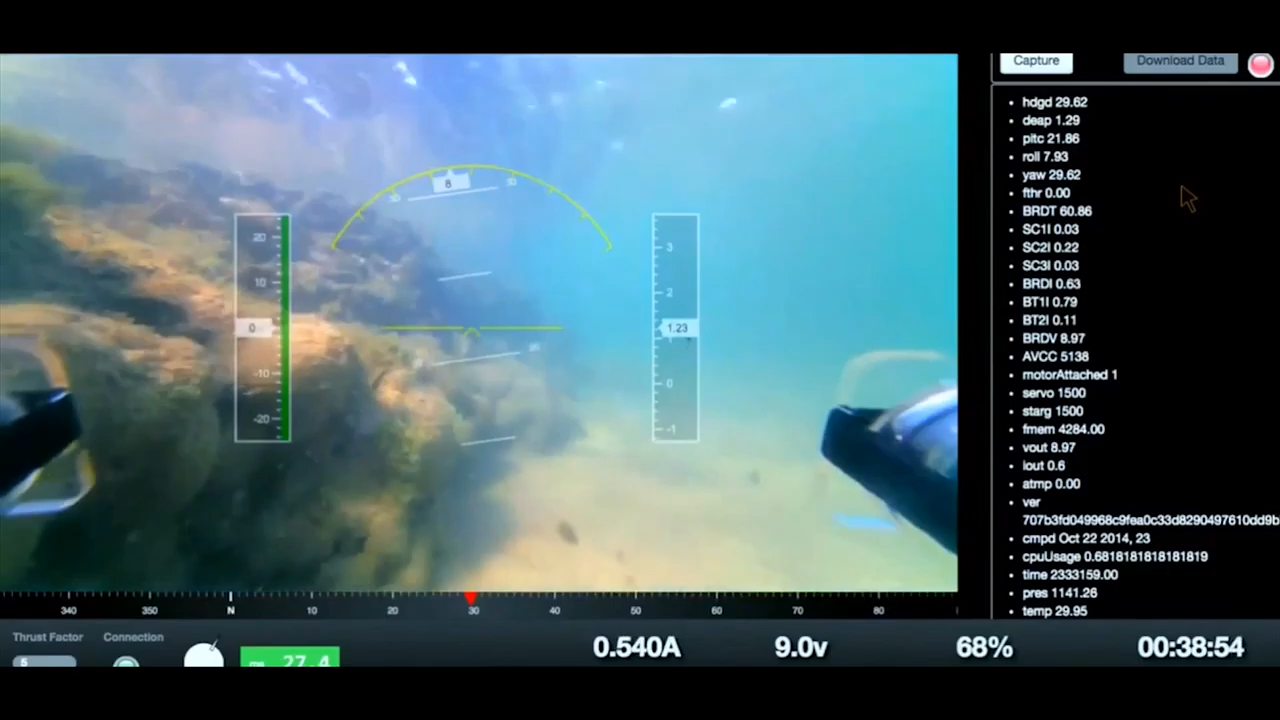 Capture
Download Data
hdgd 29.62
deap 1.29
pitc 21.86
roll 7.93
yaw 29.62
fthr 0.00
BRDT 60.86
SC1I 0.03
SC2I 0.22
SC3I 0.03
BRDI 0.63
BT1I 0.79
BT2I 0.11
BRDV 8.97
AVCC 5138
motorAttached 1
servo 1500
starg 1500
fmem 4284.00
vout 8.97
iout 0.6
atmp 0.00
ver
707b3fd049968c9fea0c33d8290497610dd9b
cmpd Oct 22 2014, 23
cpuUsage 0.6818181818181819
time 2333159.00
pres 1141.26
temp 29.95
8
30
20
10
0
-10
-20
3
2
1.23
0
-1
340 350 N 10 20 30 40 50 60 70 80
Thrust Factor
Connection
5
27.4
0.540A
9.0v
68%
00:38:54